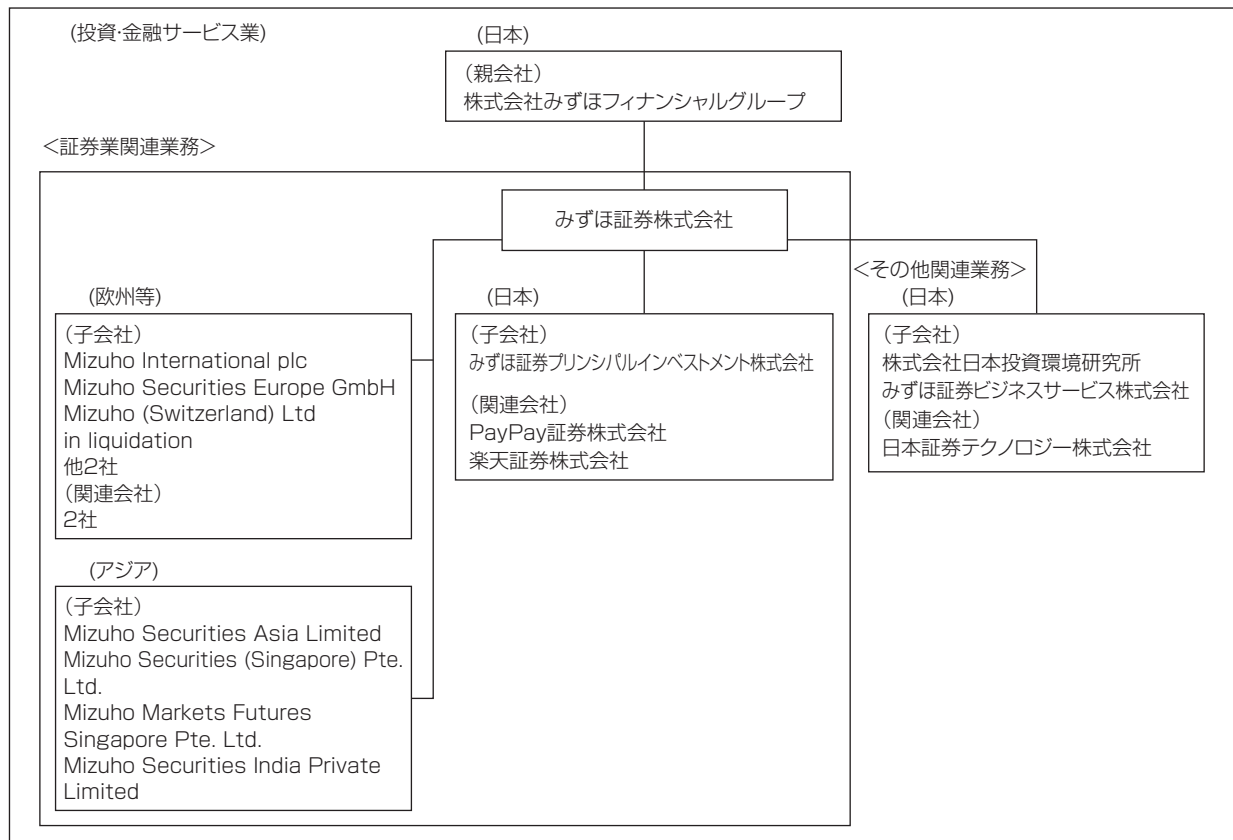 (投資・金融サービス業)
(日本)
(親会社)
株式会社みずほフィナンシャルグループ
<証券業関連業務>
みずほ証券株式会社
<その他関連業務>
(欧州等)
(子会社)
Mizuho International plc
Mizuho Securities Europe GmbH
Mizuho (Switzerland) Ltd
in liquidation
他2社
(関連会社)
2社
(日本)
(子会社)
みずほ証券プリンシパルインベストメント株式会社
(関連会社)
PayPay証券株式会社
楽天証券株式会社
(日本)
(子会社)
株式会社日本投資環境研究所
みずほ証券ビジネスサービス株式会社
(関連会社)
日本証券テクノロジー株式会社
(アジア)
(子会社)
Mizuho Securities Asia Limited
Mizuho Securities (Singapore) Pte.
Ltd.
Mizuho Markets Futures
Singapore Pte. Ltd.
Mizuho Securities India Private
Limited